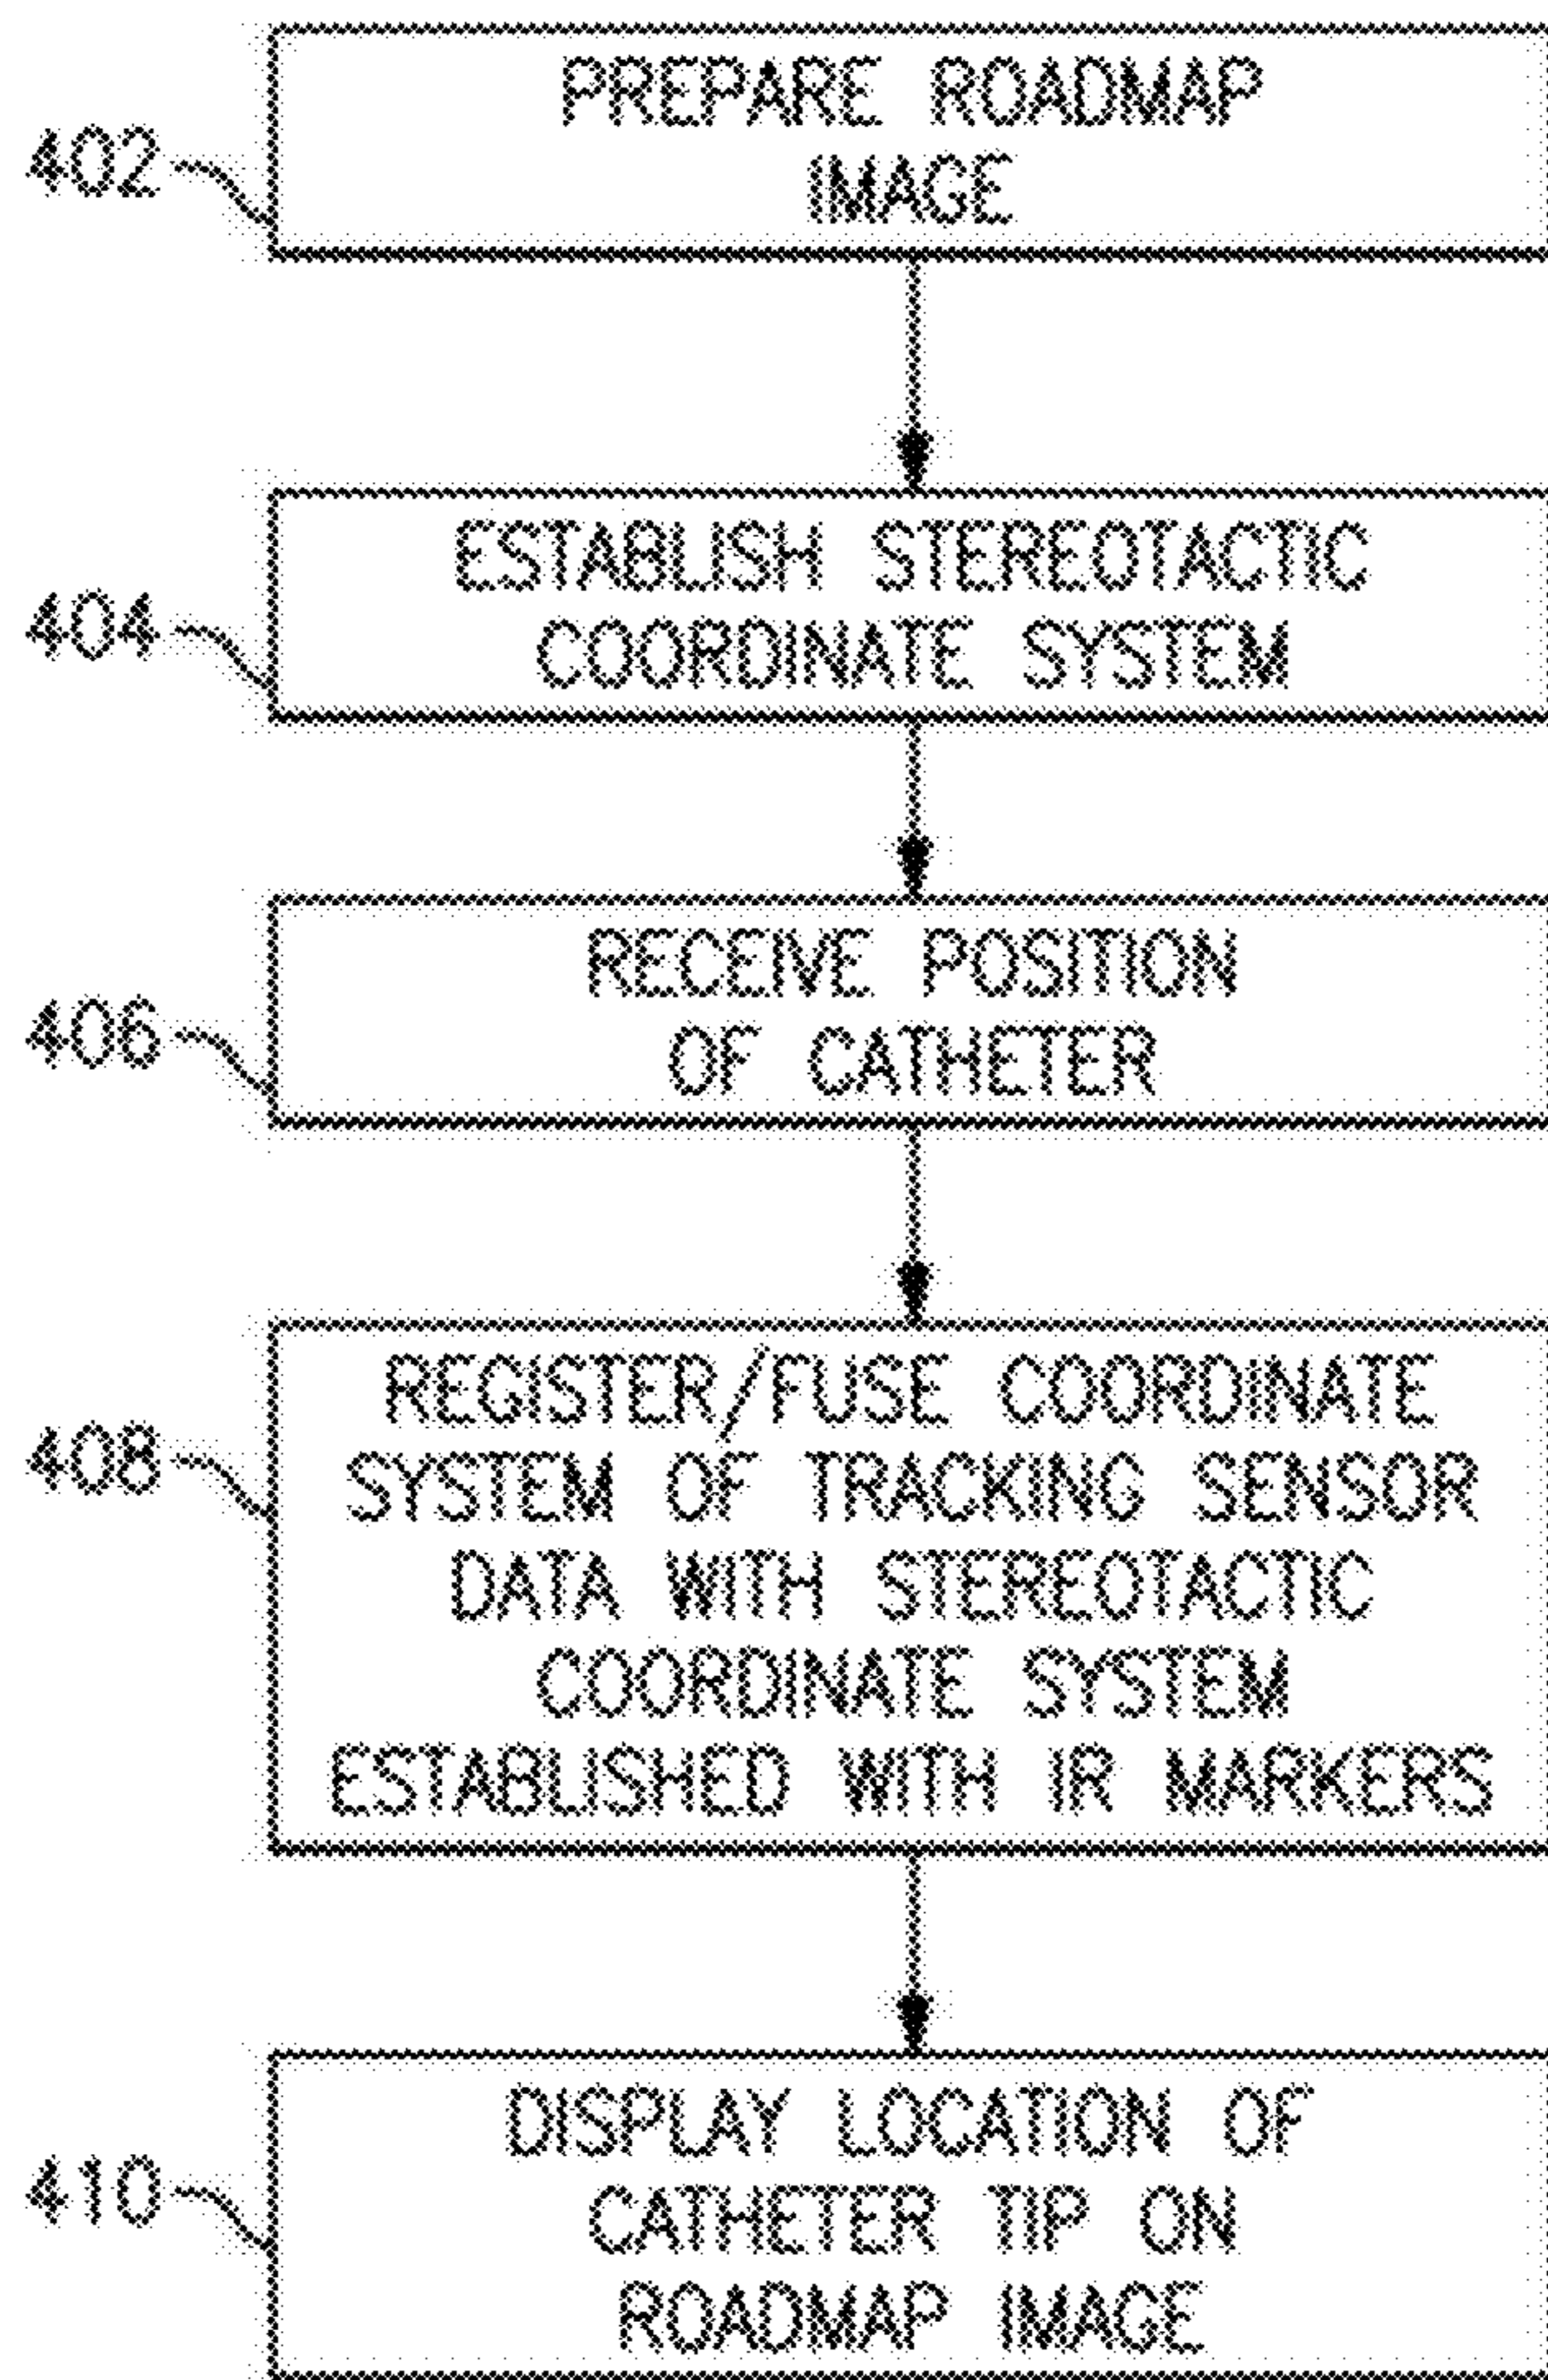 PREPARE ROADMAP
IMAGE
402
ESTABLISH STEREOTACTIC
COORDINATE SYSTEM
404
RECEIVE POSITION
OF CATHETER
406
REGISTER/FUSE COORDINATE
SYSTEM OF TRACKING SENSOR
DATA WITH STEREOTACTIC
COORDINATE SYSTEM
ESTABLISHED WITH IR MARKERS
408
DISPLAY LOCATION OF
CATHETER TIP ON
ROADMAP IMAGE
410